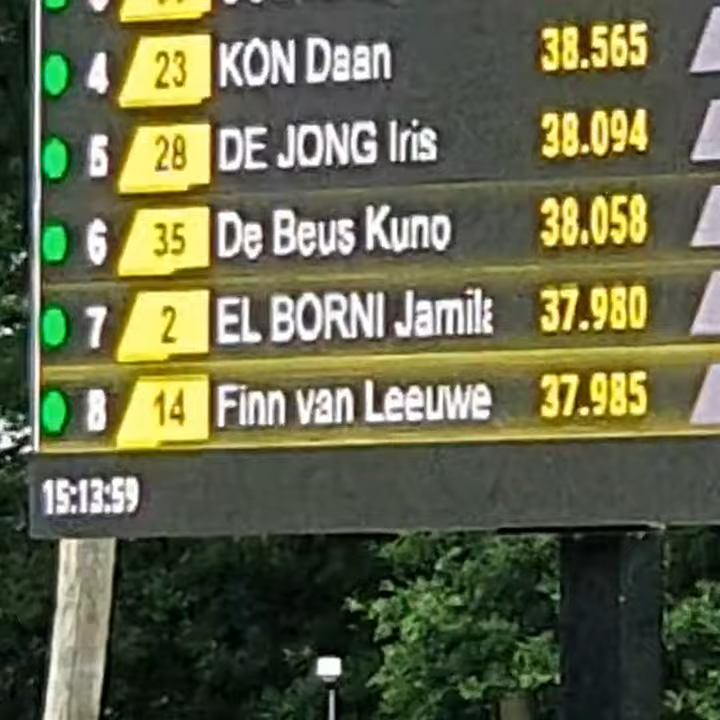 4 23 KON Daan 38.565
5 28 DE JONG Iris 38.094
6 35 De Beus Kuno 38.058
7 2 EL BORNI Jamila 37.980
8 14 Finn van Leeuwe 37.985
15:13:59